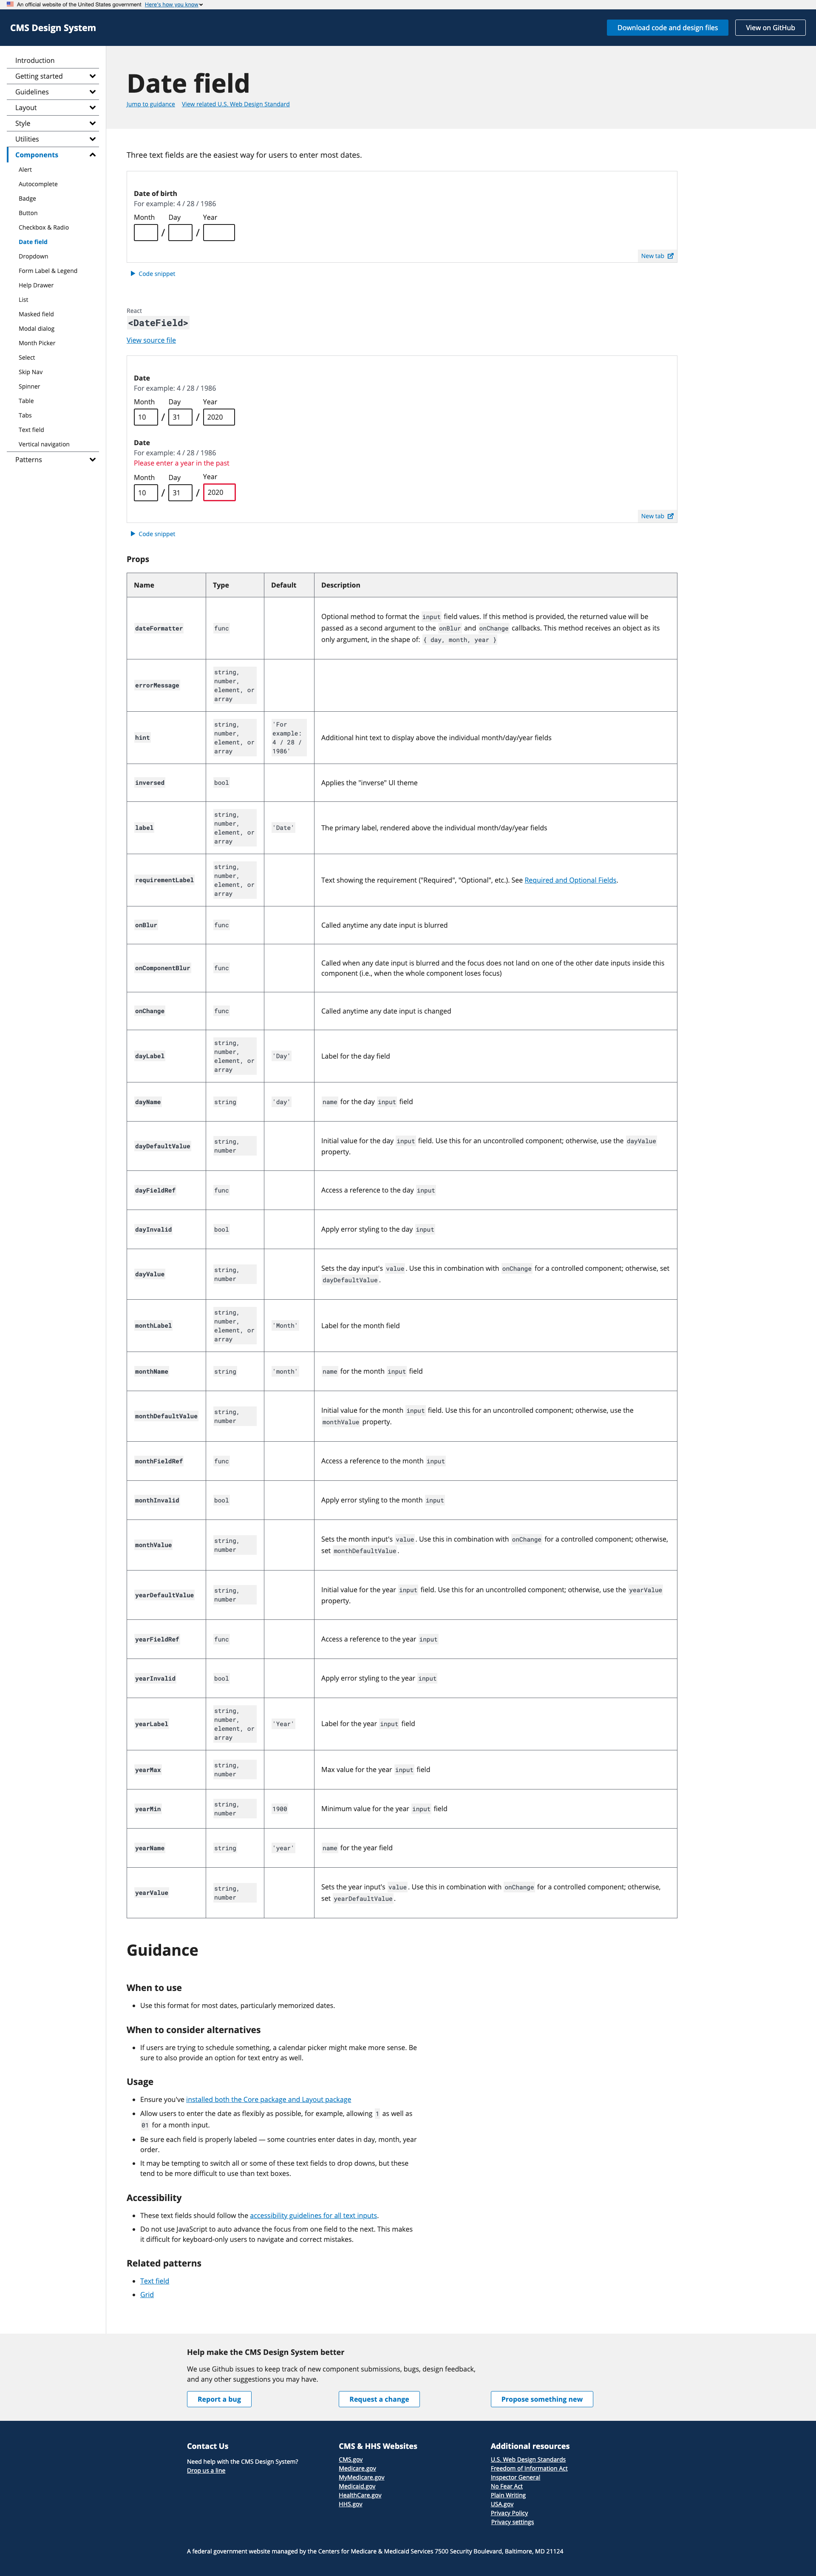 An official website of the United States government Here's how you know
CMS Design System
Download code and design files
View on GitHub
Introduction
Getting started
Guidelines
Layout
Style
Utilities
Components
Alert
Autocomplete
Badge
Button
Checkbox & Radio
Date field
Dropdown
Form Label & Legend
Help Drawer
List
Masked field
Modal dialog
Month Picker
Select
Skip Nav
Spinner
Table
Tabs
Text field
Vertical navigation
Patterns
Date field
Jump to guidance View related U.S. Web Design Standard
Three text fields are the easiest way for users to enter most dates.
Date of birth
For example: 4 / 28 / 1986
Month Day Year
/ /
New tab
Code snippet
React
<DateField>
View source file
Date
For example: 4 / 28 / 1986
Month Day Year
10 / 31 / 2020
Date
For example: 4 / 28 / 1986
Please enter a year in the past
Month Day Year
10 / 31 / 2020
New tab
Code snippet
Props
Name Type Default Description
dateFormatter func Optional method to format the input field values. If this method is provided, the returned value will be
passed as a second argument to the onBlur and onChange callbacks. This method receives an object as its
only argument, in the shape of: { day, month, year }
errorMessage string,
number,
element, or
array
hint string,
number,
element, or
array
'For
example:
4 / 28 /
1986'
Additional hint text to display above the individual month/day/year fields
inversed bool Applies the "inverse" UI theme
label string,
number,
element, or
array
'Date' The primary label, rendered above the individual month/day/year fields
requirementLabel string,
number,
element, or
array
Text showing the requirement ("Required", "Optional", etc.). See Required and Optional Fields.
onBlur func Called anytime any date input is blurred
onComponentBlur func Called when any date input is blurred and the focus does not land on one of the other date inputs inside this
component (i.e., when the whole component loses focus)
onChange func Called anytime any date input is changed
dayLabel string,
number,
element, or
array
'Day' Label for the day field
dayName string 'day' name for the day input field
dayDefaultValue string,
number
Initial value for the day input field. Use this for an uncontrolled component; otherwise, use the dayValue
property.
dayFieldRef func Access a reference to the day input
dayInvalid bool Apply error styling to the day input
dayValue string,
number
Sets the day input's value. Use this in combination with onChange for a controlled component; otherwise, set
dayDefaultValue.
monthLabel string,
number,
element, or
array
'Month' Label for the month field
monthName string 'month' name for the month input field
monthDefaultValue string,
number
Initial value for the month input field. Use this for an uncontrolled component; otherwise, use the
monthValue property.
monthFieldRef func Access a reference to the month input
monthInvalid bool Apply error styling to the month input
monthValue string,
number
Sets the month input's value. Use this in combination with onChange for a controlled component; otherwise,
set monthDefaultValue.
yearDefaultValue string,
number
Initial value for the year input field. Use this for an uncontrolled component; otherwise, use the yearValue
property.
yearFieldRef func Access a reference to the year input
yearInvalid bool Apply error styling to the year input
yearLabel string,
number,
element, or
array
'Year' Label for the year input field
yearMax string,
number
Max value for the year input field
yearMin string,
number
1900 Minimum value for the year input field
yearName string 'year' name for the year field
yearValue string,
number
Sets the year input's value. Use this in combination with onChange for a controlled component; otherwise,
set yearDefaultValue.
Guidance
When to use
• Use this format for most dates, particularly memorized dates.
When to consider alternatives
• If users are trying to schedule something, a calendar picker might make more sense. Be
sure to also provide an option for text entry as well.
Usage
• Ensure you've installed both the Core package and Layout package
• Allow users to enter the date as flexibly as possible, for example, allowing 1 as well as
01 for a month input.
• Be sure each field is properly labeled — some countries enter dates in day, month, year
order.
• It may be tempting to switch all or some of these text fields to drop downs, but these
tend to be more difficult to use than text boxes.
Accessibility
• These text fields should follow the accessibility guidelines for all text inputs.
• Do not use JavaScript to auto advance the focus from one field to the next. This makes
it difficult for keyboard-only users to navigate and correct mistakes.
Related patterns
• Text field
• Grid
Help make the CMS Design System better
We use Github issues to keep track of new component submissions, bugs, design feedback,
and any other suggestions you may have.
Report a bug
Request a change
Propose something new
Contact Us
Need help with the CMS Design System?
Drop us a line
CMS & HHS Websites
CMS.gov
Medicare.gov
MyMedicare.gov
Medicaid.gov
HealthCare.gov
HHS.gov
Additional resources
U.S. Web Design Standards
Freedom of Information Act
Inspector General
No Fear Act
Plain Writing
USA.gov
Privacy Policy
Privacy settings
A federal government website managed by the Centers for Medicare & Medicaid Services 7500 Security Boulevard, Baltimore, MD 21124